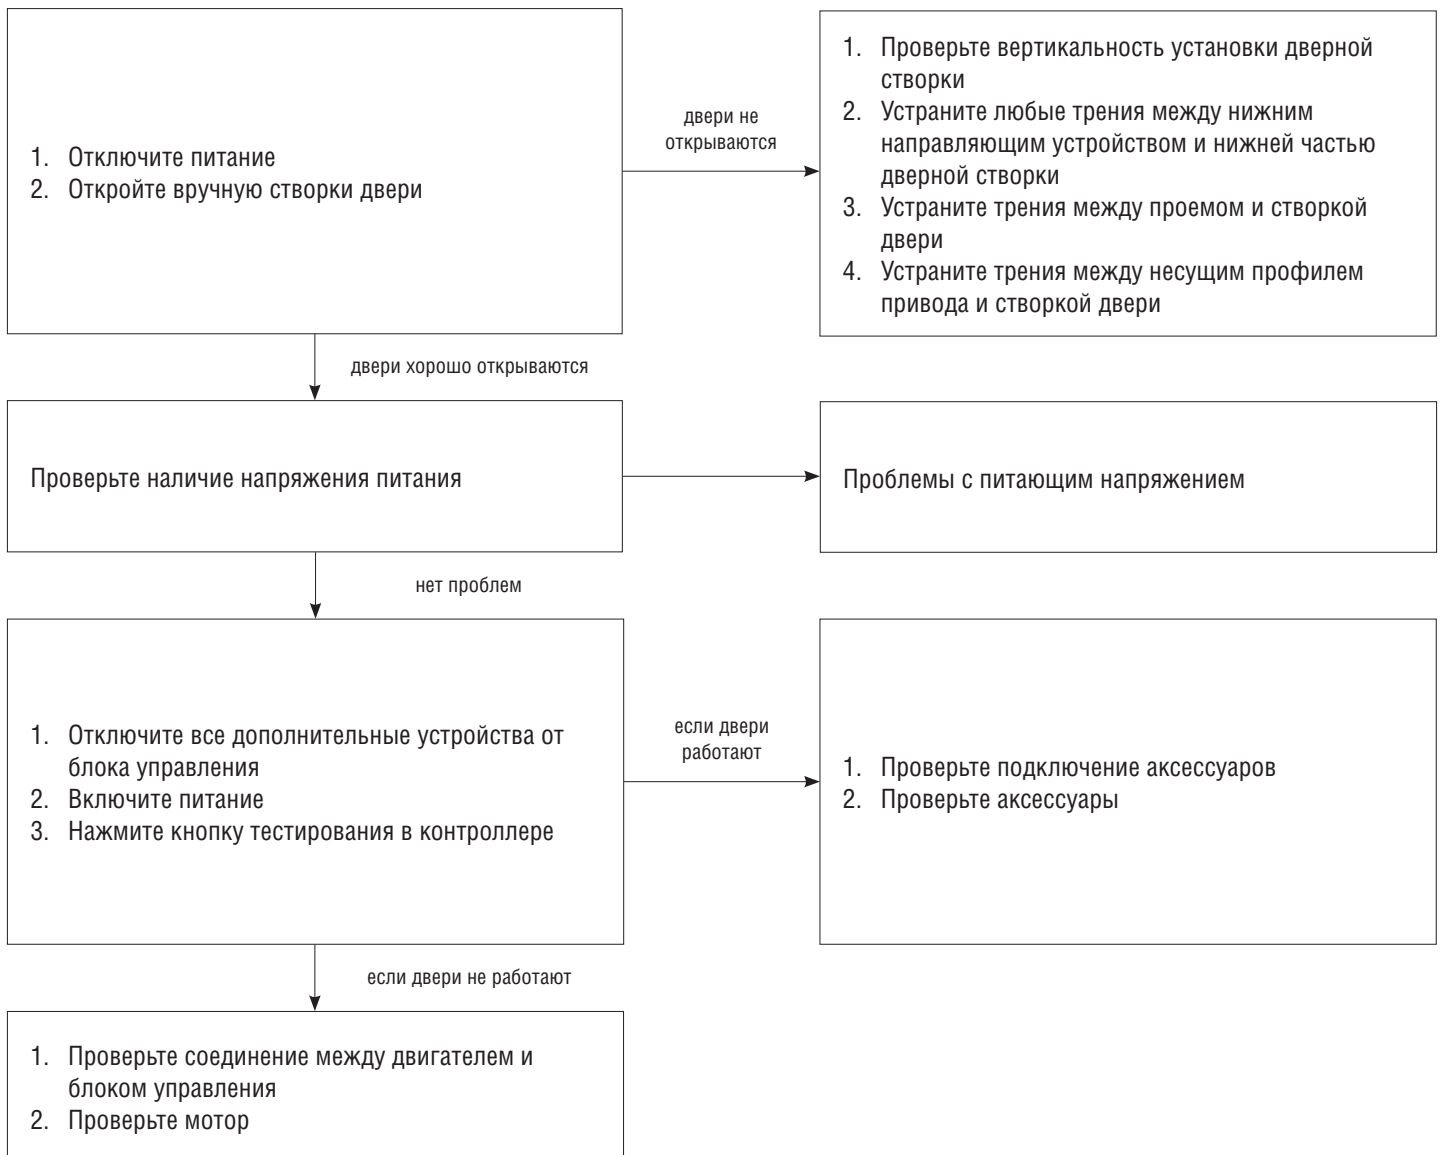 1. Отключите питание
2. Откройте вручную створки двери
двери не
открываются
1. Проверьте вертикальность установки дверной
створки
2. Устраните любые трения между нижним
направляющим устройством и нижней частью
дверной створки
3. Устраните трения между проемом и створкой
двери
4. Устраните трения между несущим профилем
привода и створкой двери
двери хорошо открываются
Проверьте наличие напряжения питания
Проблемы с питающим напряжением
нет проблем
1. Отключите все дополнительные устройства от
блока управления
2. Включите питание
3. Нажмите кнопку тестирования в контроллере
если двери
работают
1. Проверьте подключение аксессуаров
2. Проверьте аксессуары
если двери не работают
1. Проверьте соединение между двигателем и
блоком управления
2. Проверьте мотор